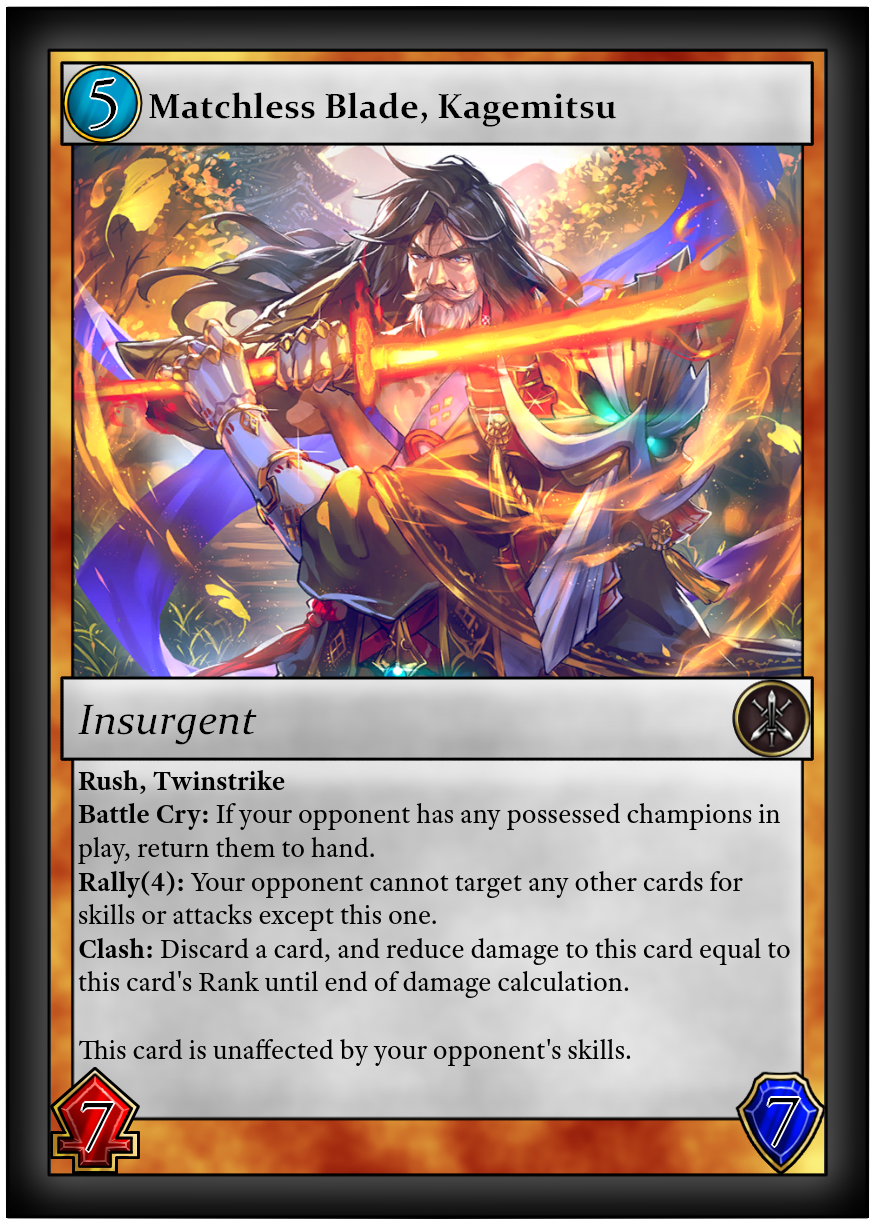 5
Matchless Blade, Kagemitsu
Insurgent
Rush, Twinstrike
Battle Cry: If your opponent has any possessed champions in
play, return them to hand.
Rally(4): Your opponent cannot target any other cards for
skills or attacks except this one.
Clash: Discard a card, and reduce damage to this card equal to
this card's Rank until end of damage calculation.
This card is unaffected by your opponent's skills.
7
7